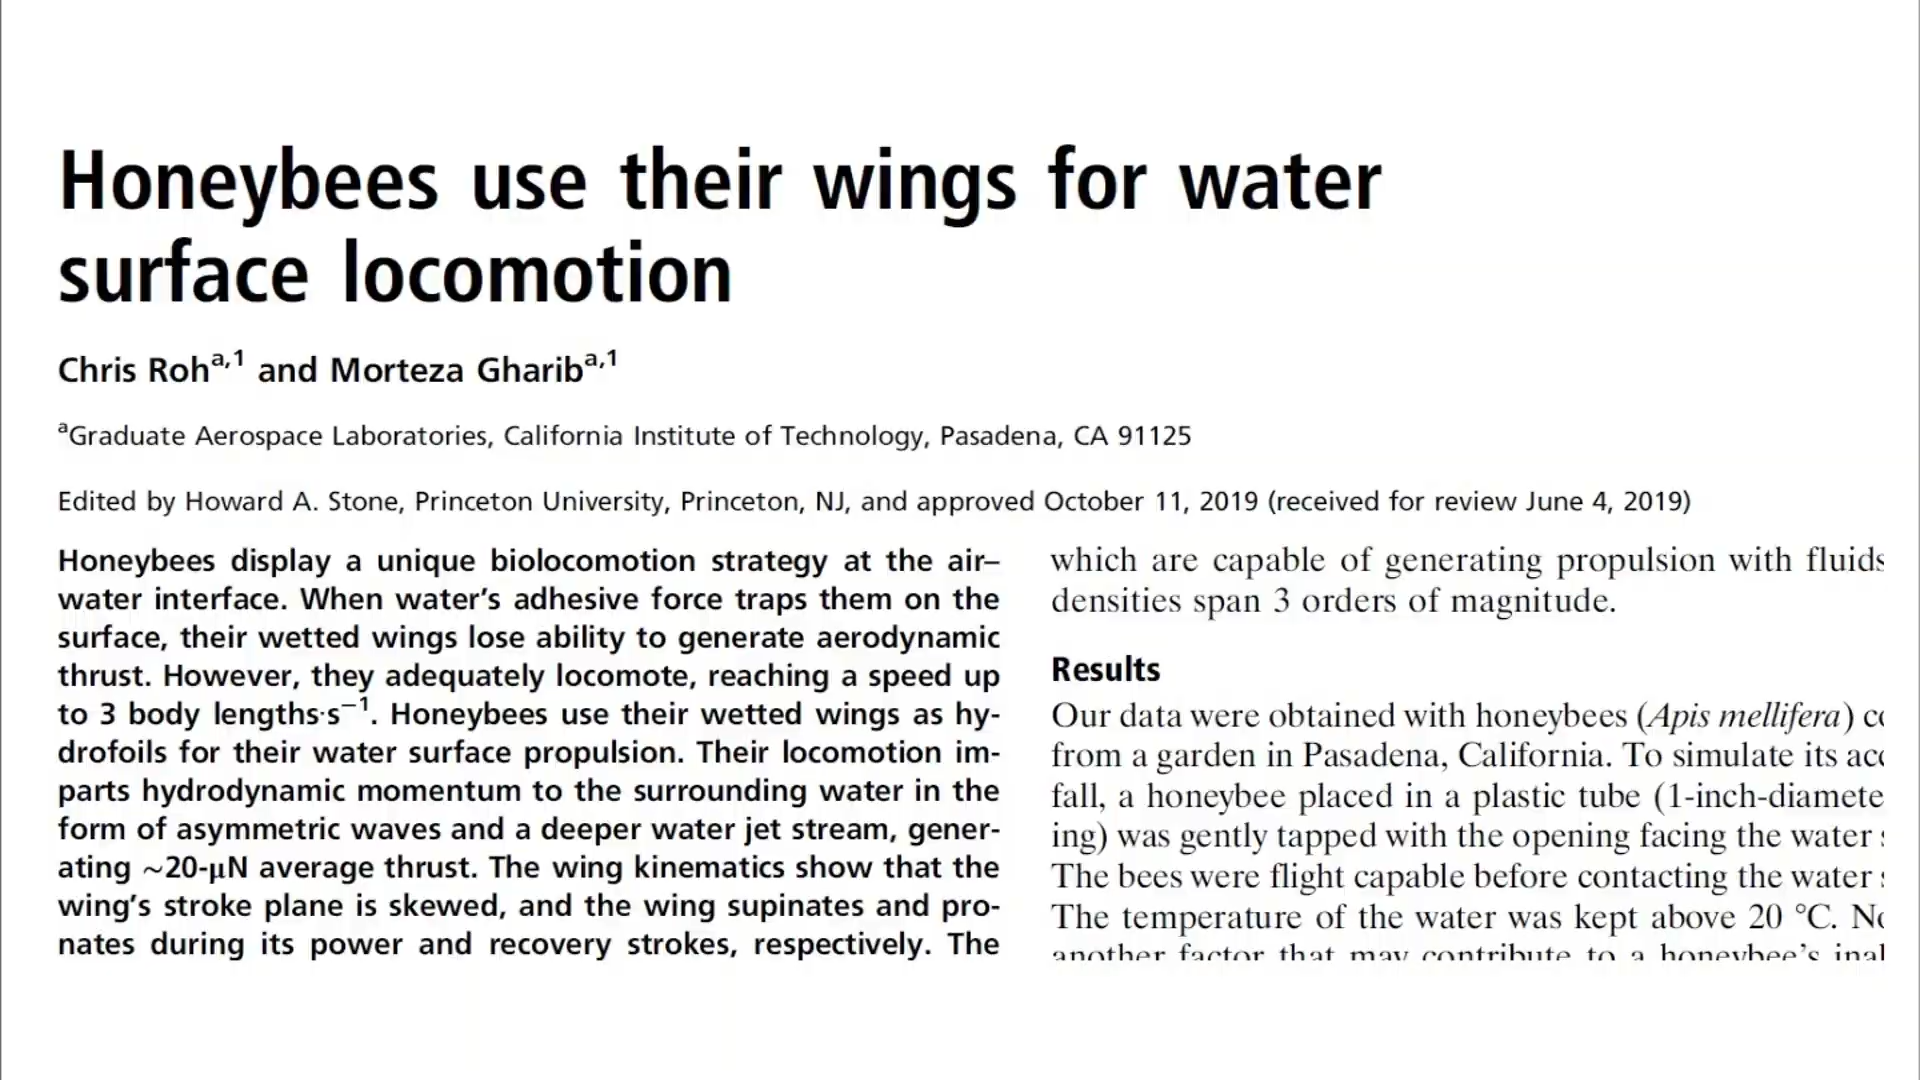 Honeybees use their wings for water
surface locomotion
Chris Roh^a,1 and Morteza Gharib^a,1
^aGraduate Aerospace Laboratories, California Institute of Technology, Pasadena, CA 91125
Edited by Howard A. Stone, Princeton University, Princeton, NJ, and approved October 11, 2019 (received for review June 4, 2019)
Honeybees display a unique biolocomotion strategy at the air–
water interface. When water's adhesive force traps them on the
surface, their wetted wings lose ability to generate aerodynamic
thrust. However, they adequately locomote, reaching a speed up
to 3 body lengths·s⁻¹. Honeybees use their wetted wings as hy-
drofoils for their water surface propulsion. Their locomotion im-
parts hydrodynamic momentum to the surrounding water in the
form of asymmetric waves and a deeper water jet stream, gener-
ating ~20-μN average thrust. The wing kinematics show that the
wing's stroke plane is skewed, and the wing supinates and pro-
nates during its power and recovery strokes, respectively. The
which are capable of generating propulsion with fluids
densities span 3 orders of magnitude.
Results
Our data were obtained with honeybees (Apis mellifera)
from a garden in Pasadena, California. To simulate its
fall, a honeybee placed in a plastic tube (1-inch-diamete
ing) was gently tapped with the opening facing the water
The bees were flight capable before contacting the water
The temperature of the water was kept above 20 °C.
another factor that may contribute to a honeybee's